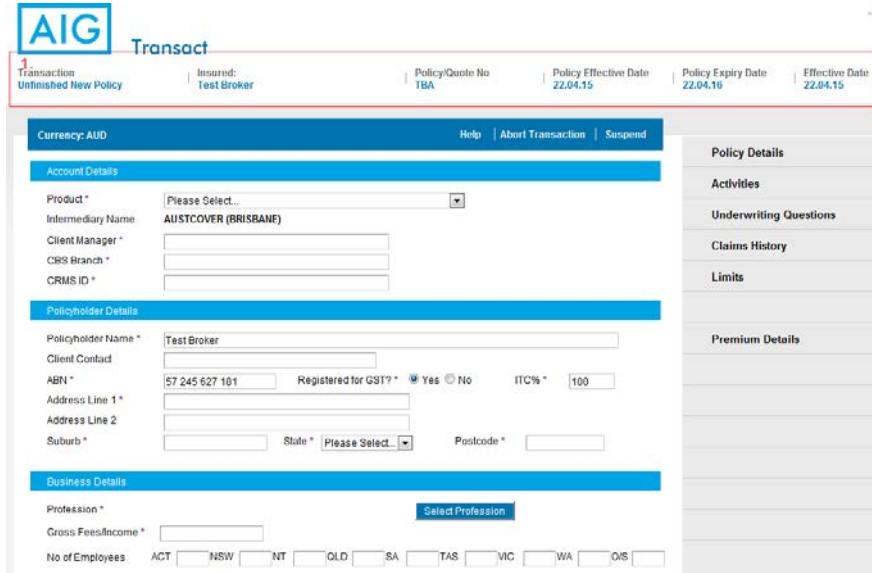 AIG
Transact
1.
Transaction Insured: Policy/Quote No Policy Effective Date Policy Expiry Date Effective Date
Unfinished New Policy Test Broker TBA 22.04.15 22.04.16 22.04.15
Currency: AUD Help | Abort Transaction | Suspend
Policy Details
Account Details
Activities
Product * Please Select...
Intermediary Name AUSTCOVER (BRISBANE)
Underwriting Questions
Client Manager *
Claims History
CBS Branch *
CRMS ID *
Limits
Policyholder Details
Policyholder Name * Test Broker
Premium Details
Client Contact
ABN * 57 245 627 181 Registered for GST? * Yes No ITC% * 100
Address Line 1 *
Address Line 2
Suburb * State * Please Select... Postcode *
Business Details
Profession * Select Profession
Gross Fees/Income *
No of Employees ACT NSW NT QLD SA TAS VIC WA O/S